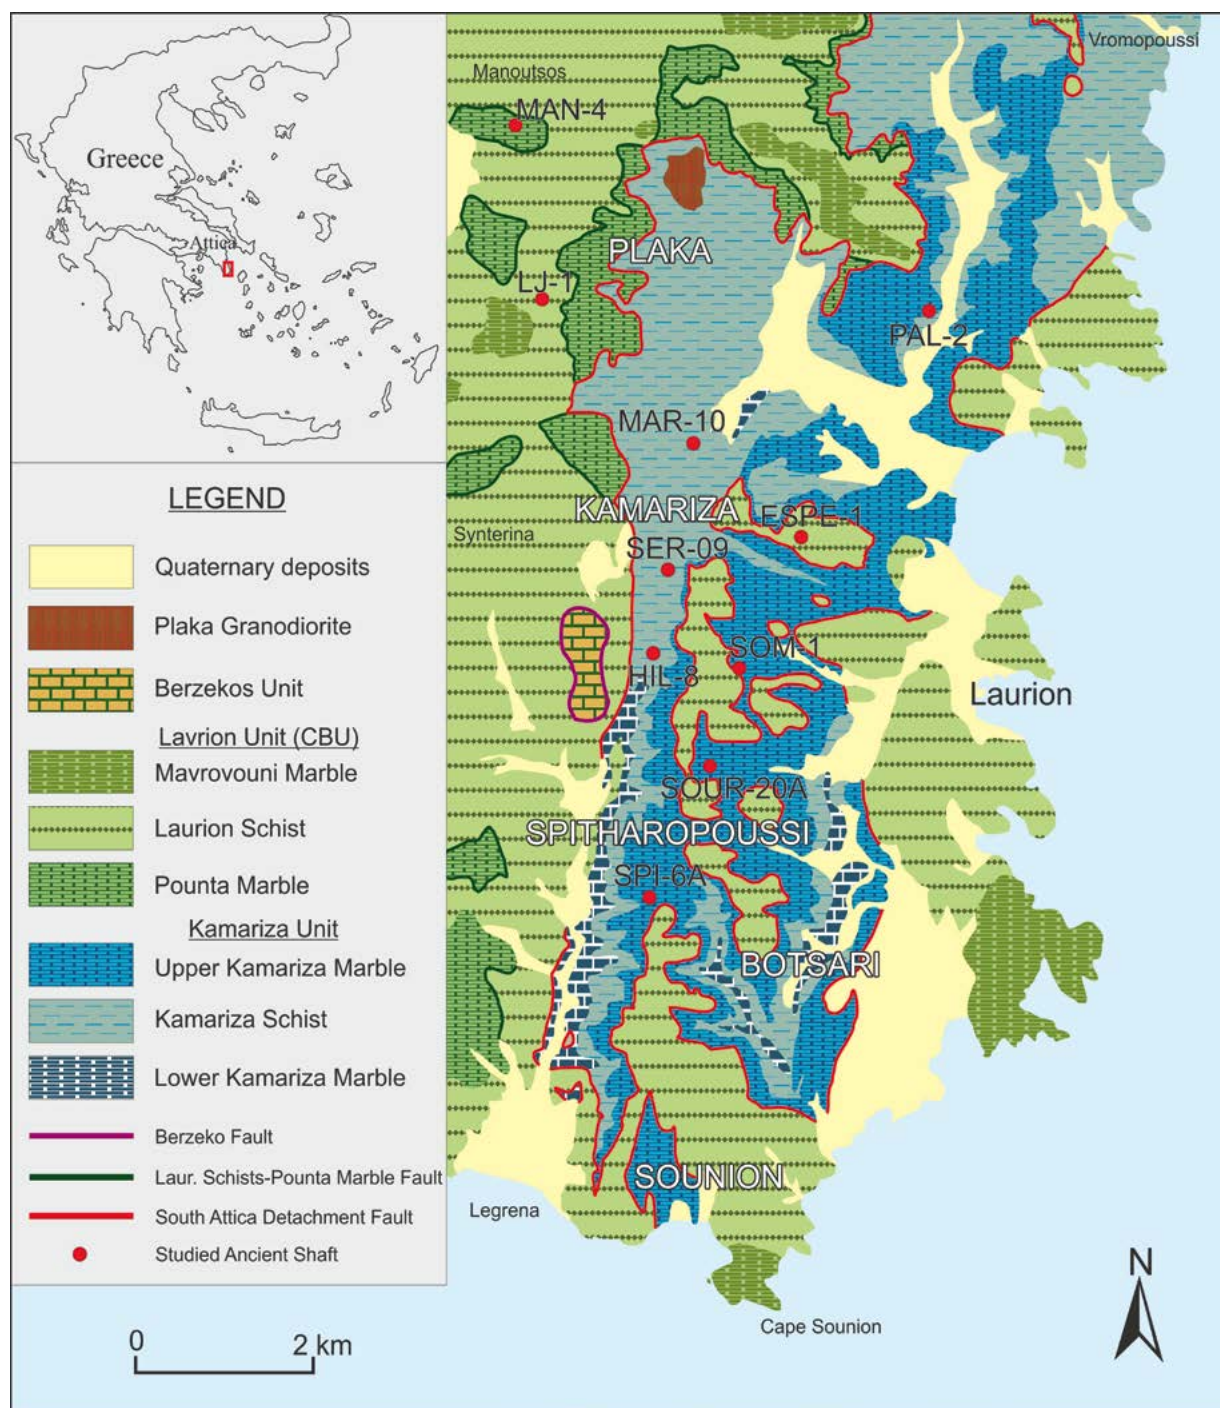 Greece
Attica
LEGEND
Quaternary deposits
Plaka Granodiorite
Berzekos Unit
Lavrion Unit (CBU)
Mavrovouni Marble
Laurion Schist
Pounta Marble
Kamariza Unit
Upper Kamariza Marble
Kamariza Schist
Lower Kamariza Marble
Berzeko Fault
Laur. Schists-Pounta Marble Fault
South Attica Detachment Fault
Studied Ancient Shaft
0 2 km
Vromopoussi
Manoutsos
MAN-4
PLAKA
LJ-1
PAL-2
MAR-10
KAMARIZA
ESPE-1
Synterina
SER-09
SOM-1
HIL-8
Laurion
SOUR-20A
SPITHAROPOUSSI
SPI-6A
BOTSARI
SOUNION
Legrena
Cape Sounion
N